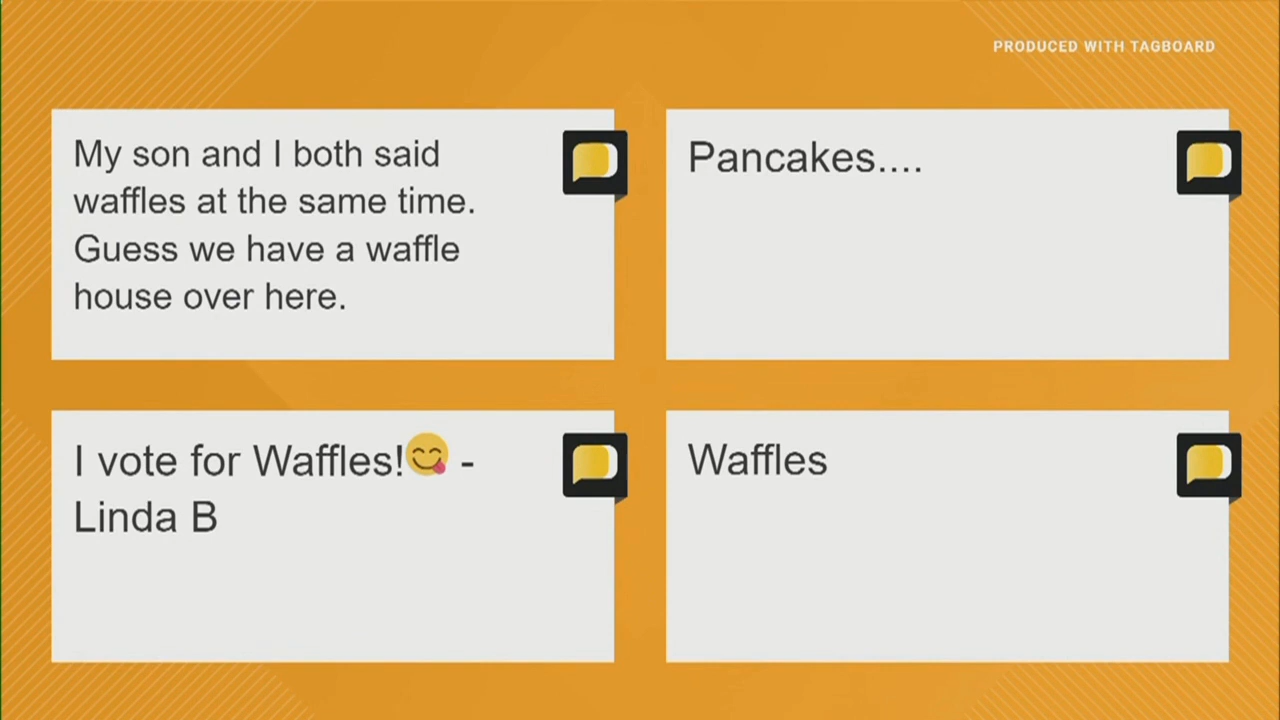 PRODUCED WITH TAGBOARD
My son and I both said
waffles at the same time.
Guess we have a waffle
house over here.
Pancakes....
I vote for Waffles!😋 -
Linda B
Waffles